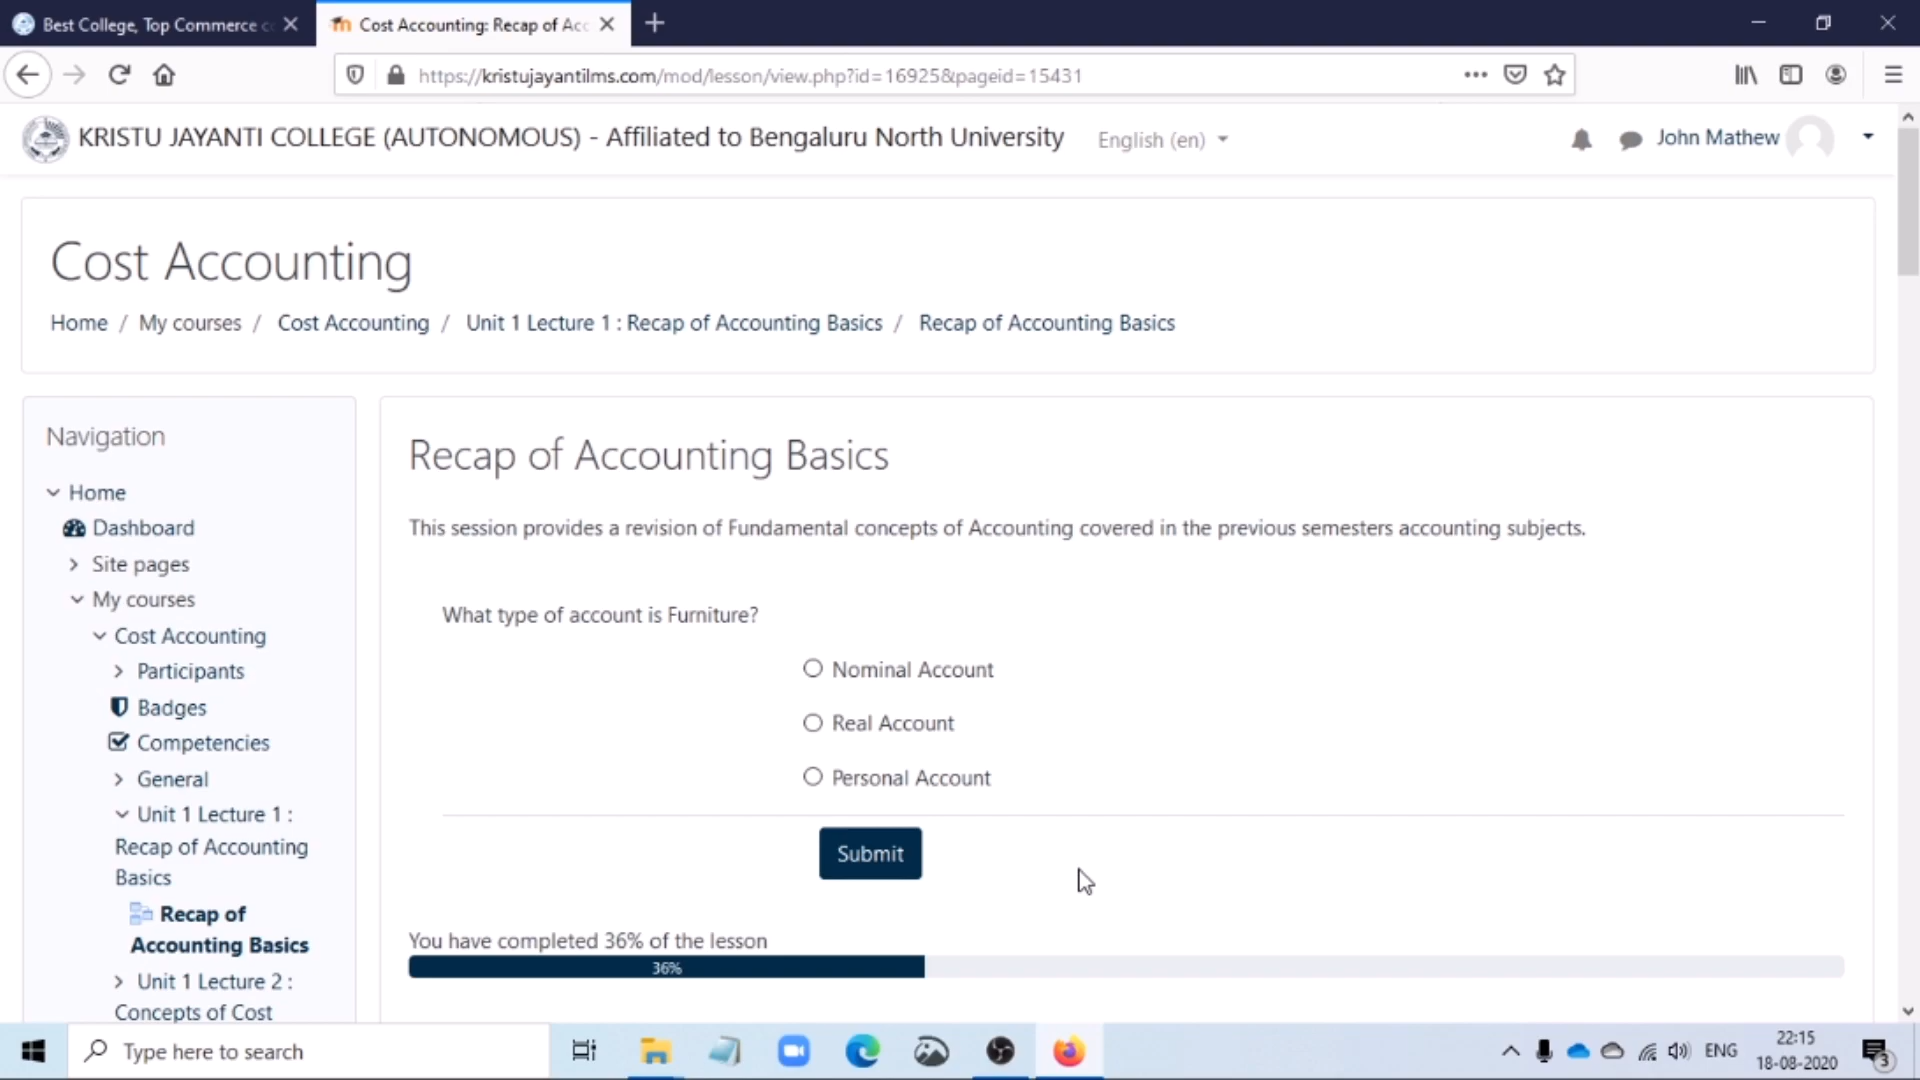 Best College, Top Commerce c
Cost Accounting: Recap of Acc
https://kristujayantilms.com/mod/lesson/view.php?id=16925&pageid=15431
KRISTU JAYANTI COLLEGE (AUTONOMOUS) - Affiliated to Bengaluru North University
English (en)
John Mathew
Cost Accounting
Home / My courses / Cost Accounting / Unit 1 Lecture 1 : Recap of Accounting Basics / Recap of Accounting Basics
Navigation
Home
Dashboard
Site pages
My courses
Cost Accounting
Participants
Badges
Competencies
General
Unit 1 Lecture 1 :
Recap of Accounting
Basics
Recap of
Accounting Basics
Unit 1 Lecture 2 :
Concepts of Cost
Recap of Accounting Basics
This session provides a revision of Fundamental concepts of Accounting covered in the previous semesters accounting subjects.
What type of account is Furniture?
Nominal Account
Real Account
Personal Account
Submit
You have completed 36% of the lesson
36%
Type here to search
ENG
22:15
18-08-2020
3